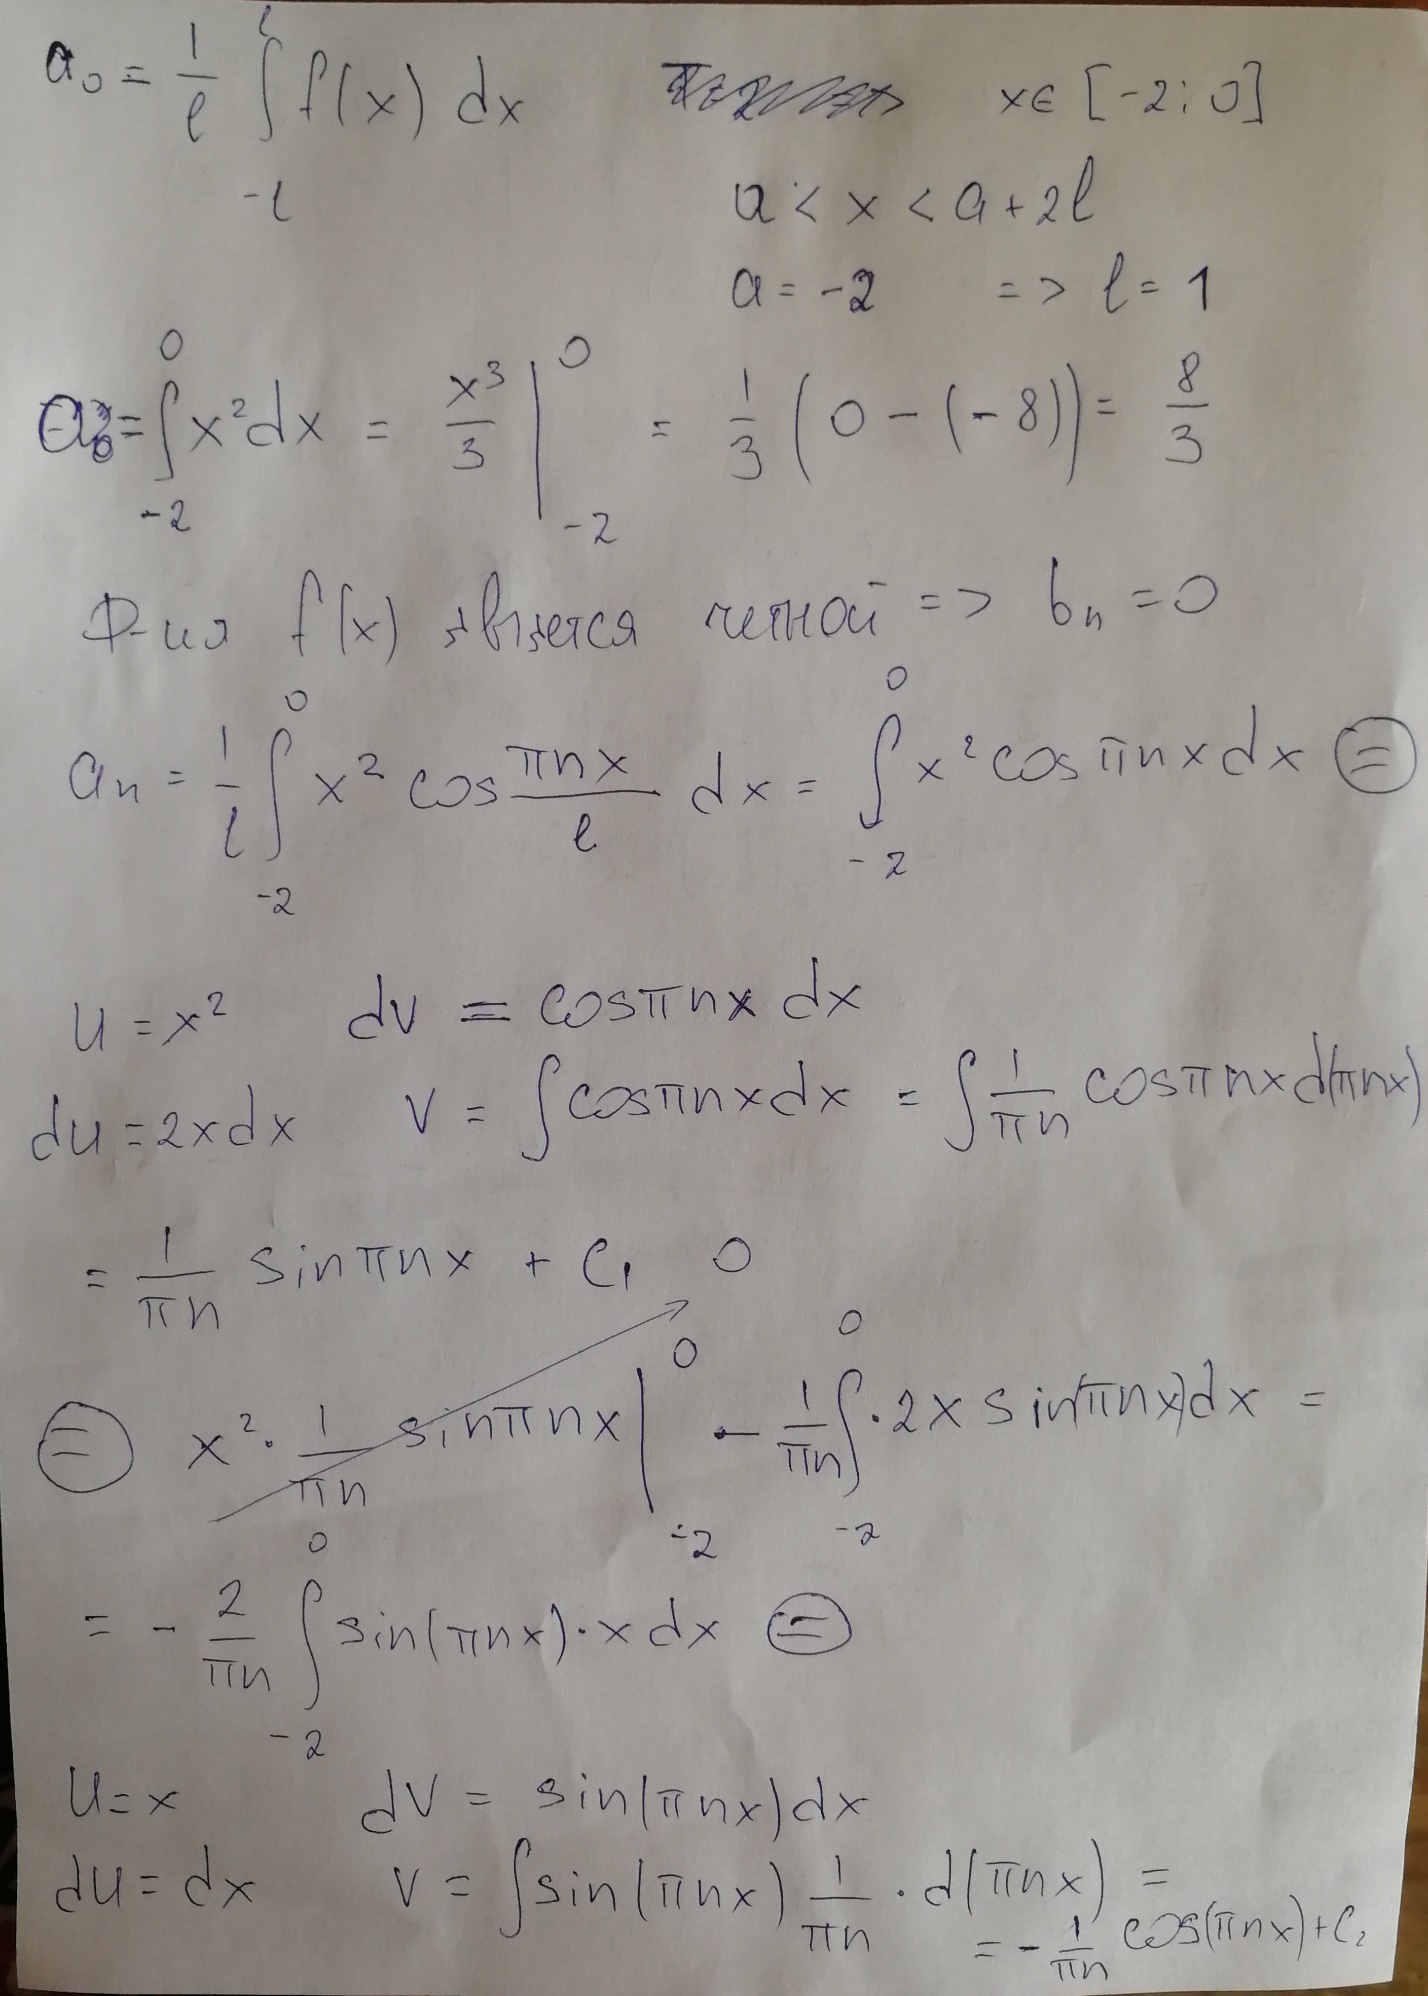 a₀ = 1/l ∫_{-l}^{l} f(x) dx x ∈ [-2; 0]
a < x < a + 2l
a = -2 => l = 1
a₀ = ∫_{-2}^{0} x² dx = x³/3 |_{-2}^{0} = 1/3 (0 - (-8)) = 8/3
Ф-ия f(x) является четной => bₙ = 0
aₙ = 1/l ∫_{-2}^{0} x² cos πnx/l dx = ∫_{-2}^{0} x² cos πnx dx ⊜
u = x² dv = cos πnx dx
du = 2x dx v = ∫ cos πnx dx = ∫ 1/πn cos πnx d(πnx)
= 1/πn sin πnx + C₁ 0
⊜ x² · 1/πn sin πnx |_{-2}^{0} - 1/πn ∫_{-2}^{0} · 2x sin(πnx) dx =
= - 2/πn ∫_{-2}^{0} sin(πnx) · x dx ⊜
u = x dv = sin(πnx) dx
du = dx v = ∫ sin(πnx) 1/πn · d(πnx) =
= - 1/πn cos(πnx) + C₂